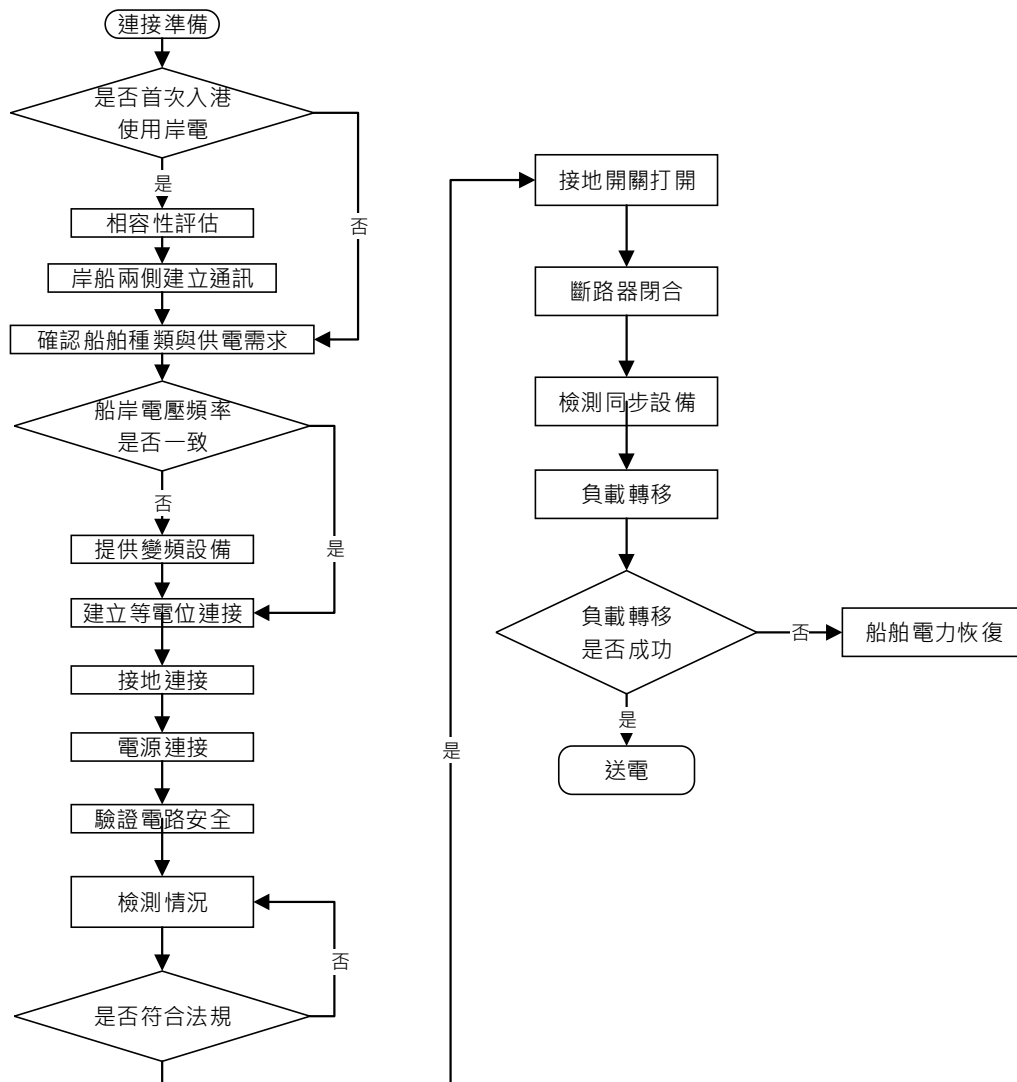 連接準備
是否首次入港
使用岸電
是
否
相容性評估
岸船兩側建立通訊
確認船舶種類與供電需求
船岸電壓頻率
是否一致
否
是
提供變頻設備
建立等電位連接
接地連接
電源連接
驗證電路安全
檢測情況
否
是否符合法規
是
接地開關打開
斷路器閉合
檢測同步設備
負載轉移
負載轉移
是否成功
否
船舶電力恢復
是
送電